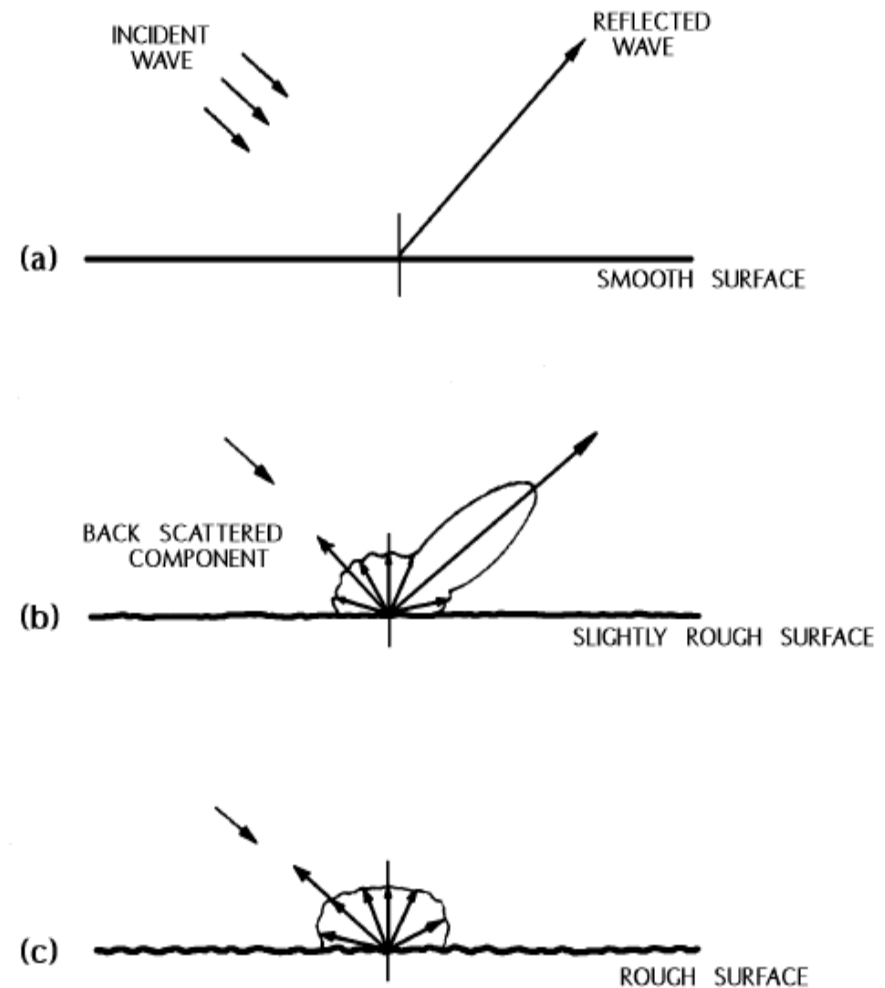 INCIDENT
WAVE
REFLECTED
WAVE
(a)
SMOOTH SURFACE
BACK SCATTERED
COMPONENT
(b)
SLIGHTLY ROUGH SURFACE
(c)
ROUGH SURFACE